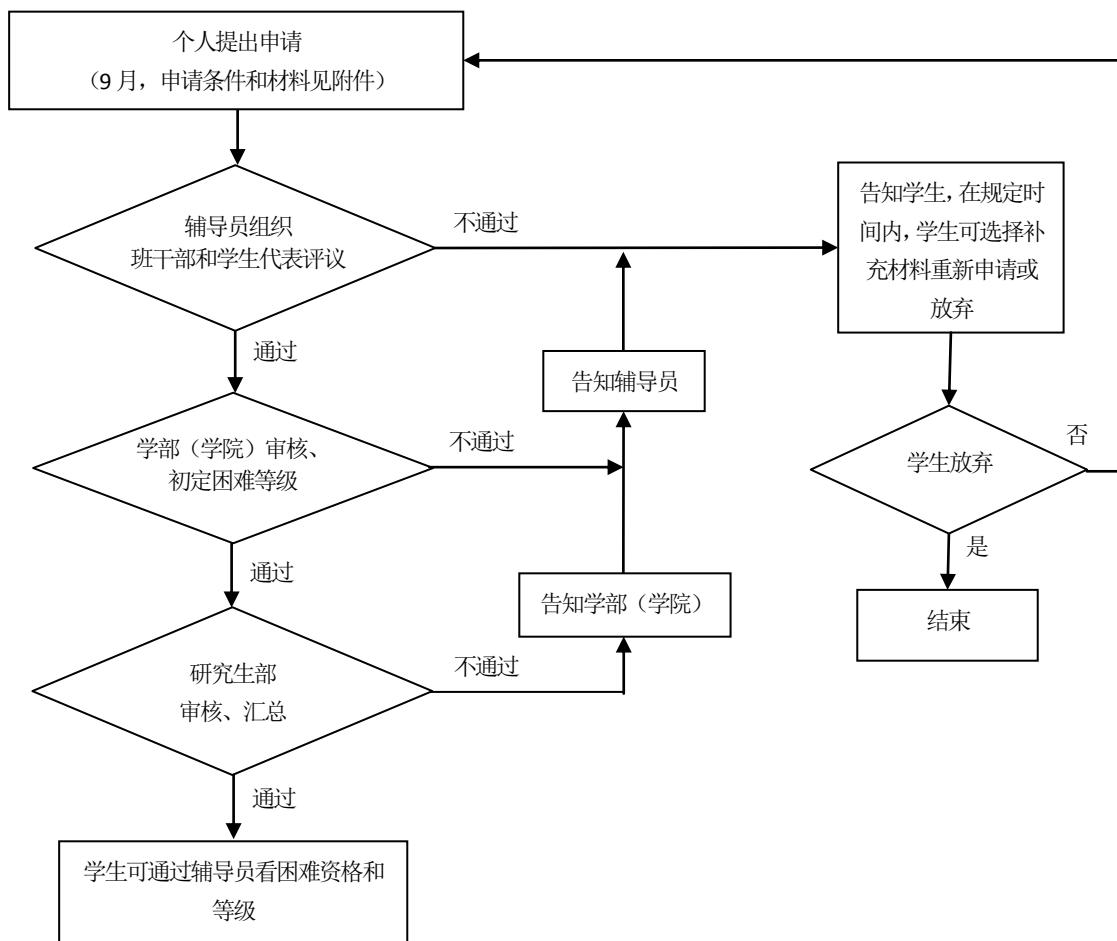 个人提出申请
（9 月，申请条件和材料见附件）
辅导员组织
班干部和学生代表评议
不通过
告知学生，在规定时
间内，学生可选择补
充材料重新申请或
放弃
通过
告知辅导员
学部（学院）审核、
初定困难等级
不通过
学生放弃
否
是
通过
告知学部（学院）
结束
研究生部
审核、汇总
不通过
通过
学生可通过辅导员看困难资格和
等级